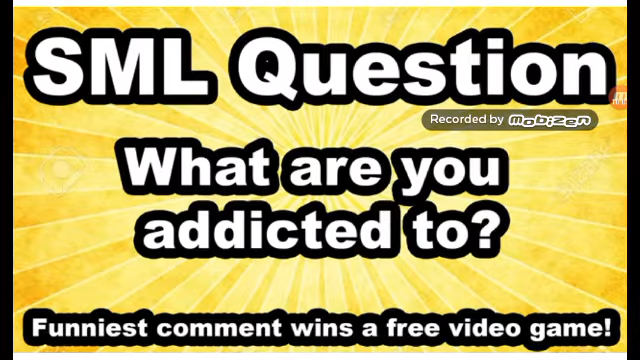 SML Question
Recorded by mobizen
What are you
addicted to?
Funniest comment wins a free video game!